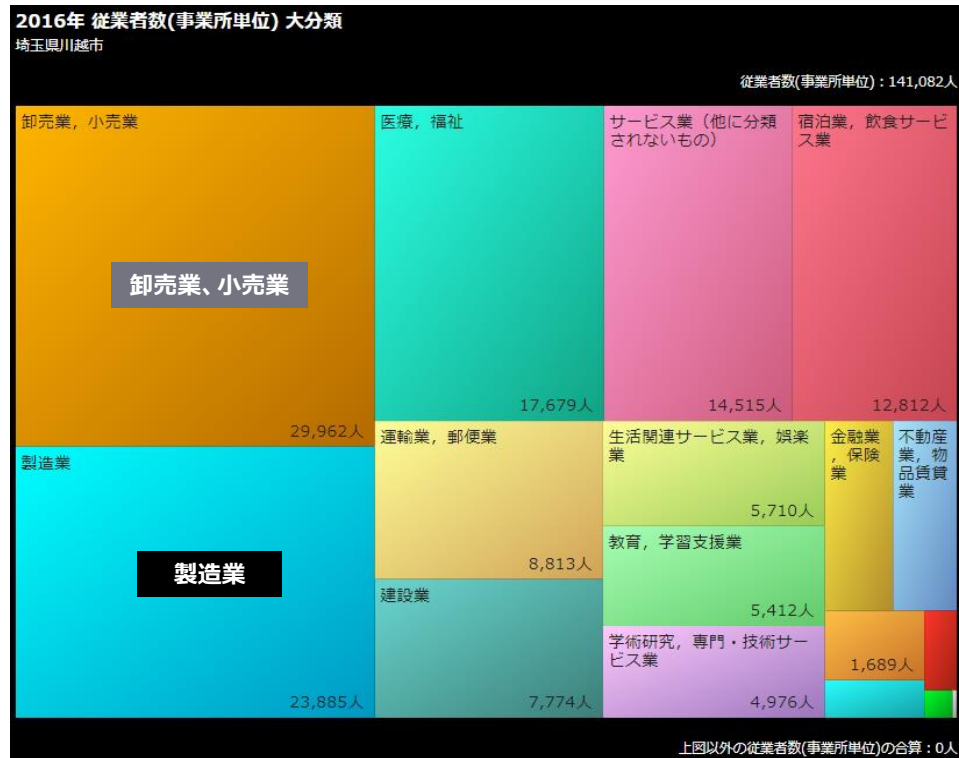 2016年 従業者数(事業所単位) 大分類
埼玉県川越市
従業者数(事業所単位)：141,082人
卸売業，小売業
卸売業、小売業
29,962人
製造業
製造業
23,885人
医療，福祉
17,679人
運輸業，郵便業
8,813人
建設業
7,774人
サービス業（他に分類
されないもの）
14,515人
宿泊業，飲食サービ
ス業
12,812人
生活関連サービス業，娯楽
業
5,710人
教育，学習支援業
5,412人
学術研究，専門・技術サー
ビス業
4,976人
金融業
，保険
業
不動産
業，物
品賃貸
業
1,689人
上図以外の従業者数(事業所単位)の合算：0人